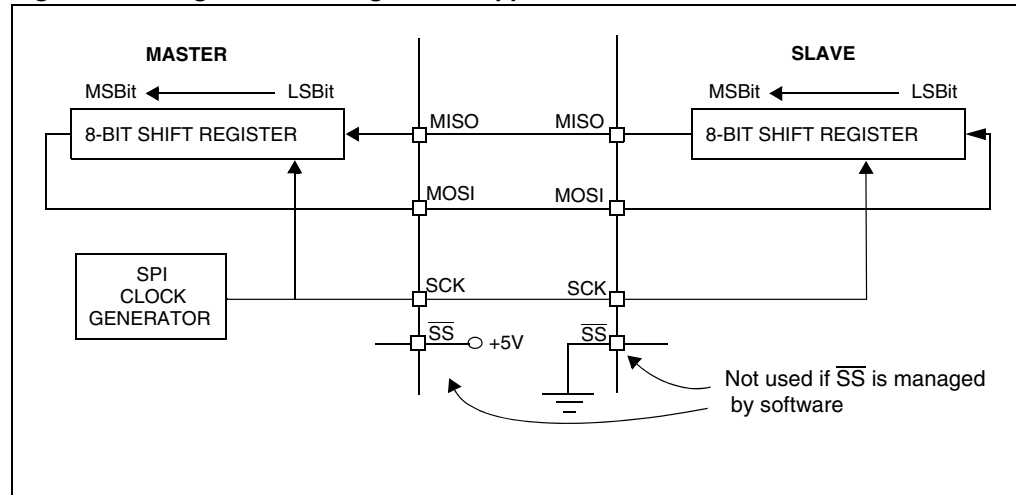 MASTER
SLAVE
MSBit
LSBit
MSBit
LSBit
8-BIT SHIFT REGISTER
MISO
MISO
8-BIT SHIFT REGISTER
MOSI
MOSI
SPI
CLOCK
GENERATOR
SCK
SCK
SS
+5V
SS
Not used if SS is managed
by software